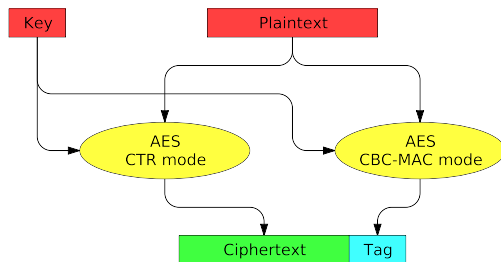 Key
Plaintext
AES
CTR mode
AES
CBC-MAC mode
Ciphertext
Tag